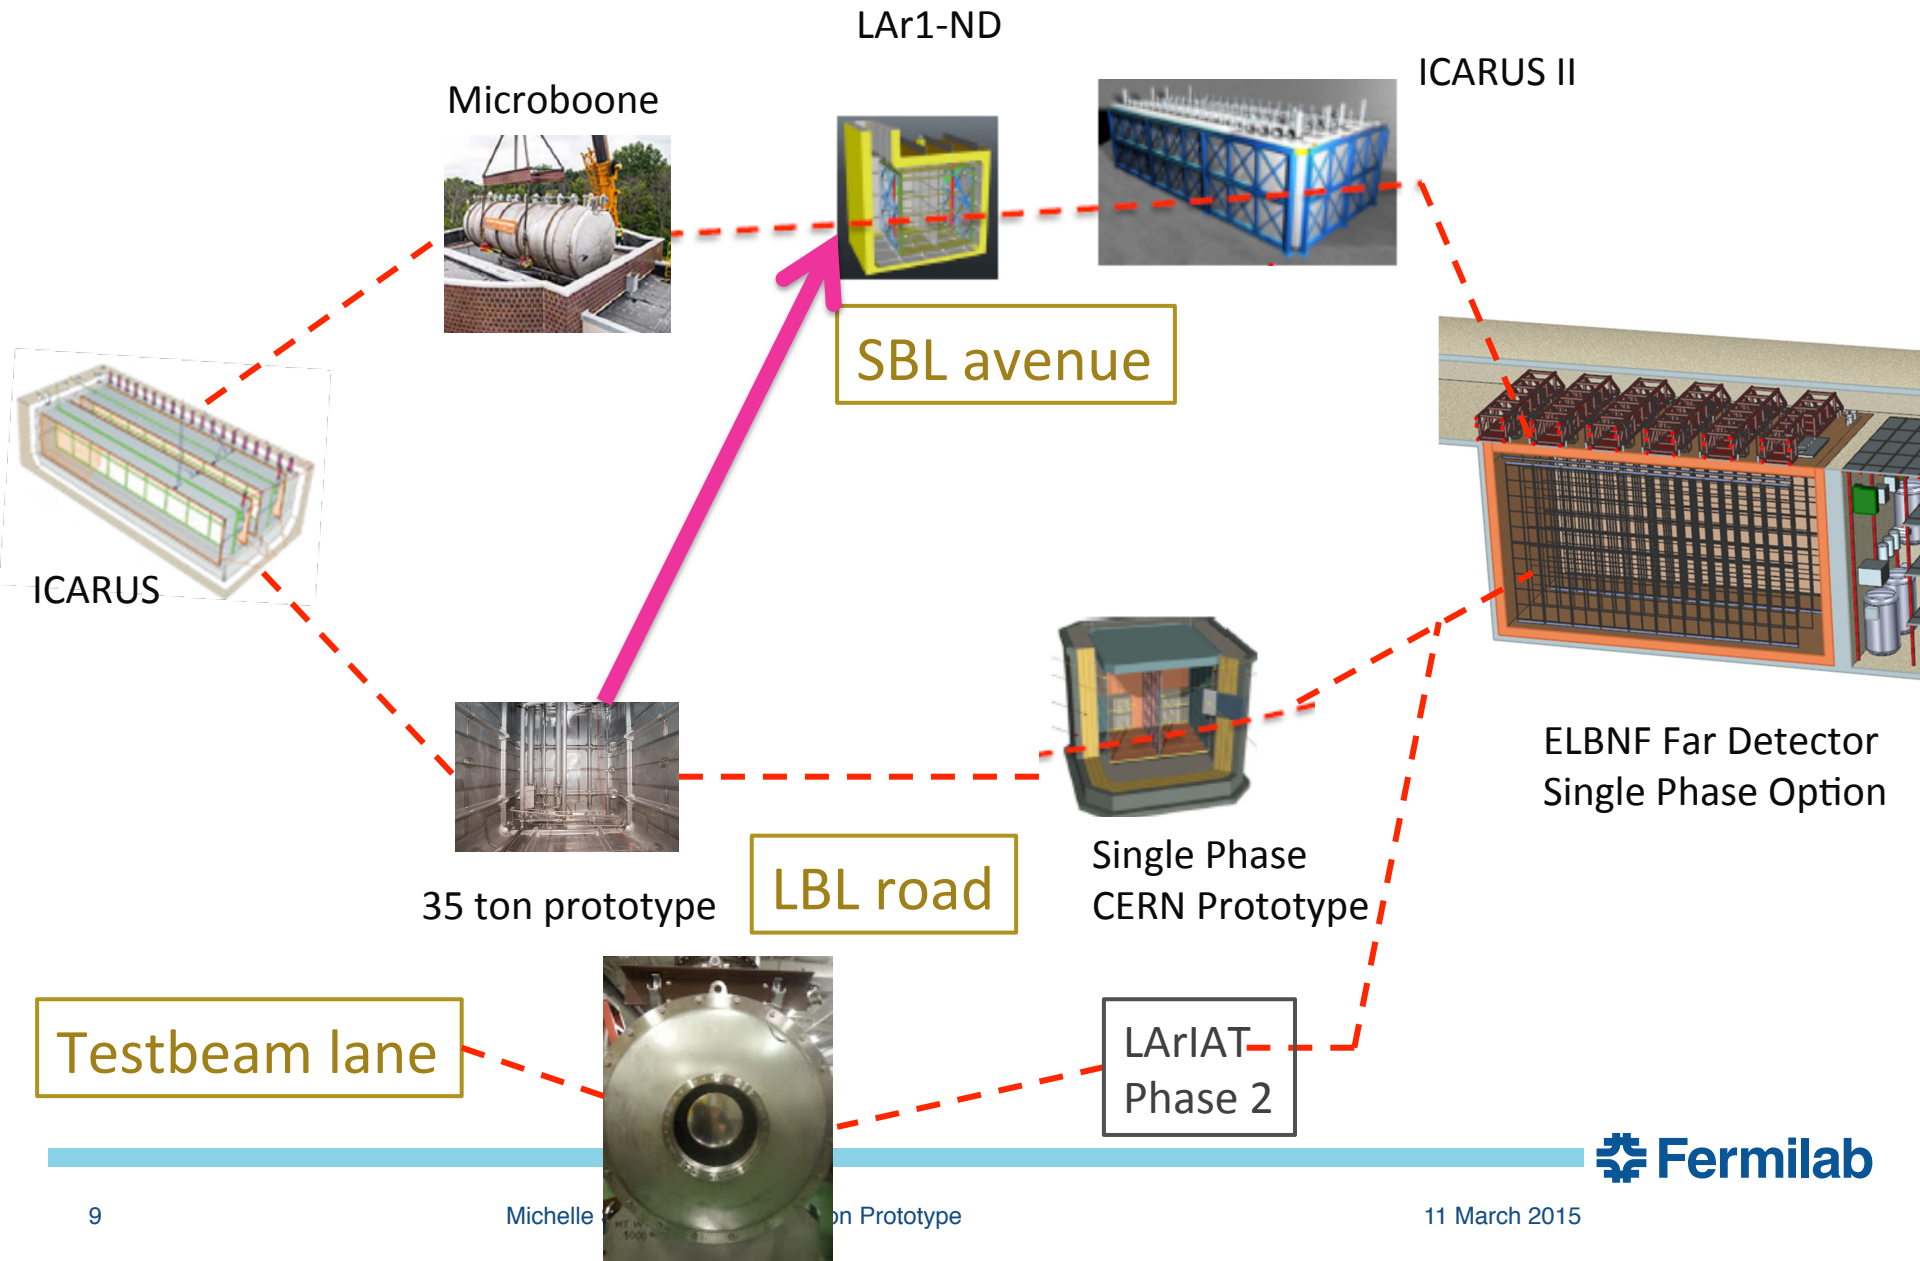 LAr1-ND
ICARUS II
Microboone
SBL avenue
ICARUS
ELBNF Far Detector
Single Phase Option
Single Phase
CERN Prototype
LBL road
35 ton prototype
Testbeam lane
LArIAT
Phase 2
Fermilab
9
Michelle
on Prototype
11 March 2015